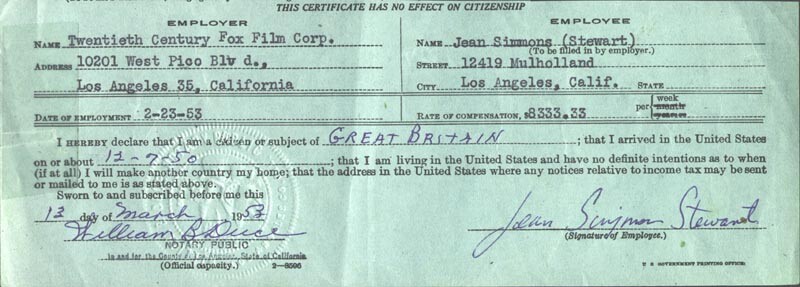 THIS CERTIFICATE HAS NO EFFECT ON CITIZENSHIP
EMPLOYER
NAME Twentieth Century Fox Film Corp.
ADDRESS 10201 West Pico Blv d.,
Los Angeles 35, California
DATE OF EMPLOYMENT 2-23-53
EMPLOYEE
NAME Jean Simmons (Stewart)
(To be filled in by employer.)
STREET 12419 Mulholland
CITY Los Angeles, Calif. STATE
RATE OF COMPENSATION, $8333.33 per week month
I HEREBY declare that I am a citizen or subject of GREAT BRITAIN ; that I arrived in the United States
on or about 12-7-50 ; that I am living in the United States and have no definite intentions as to when
(if at all) I will make another country my home; that the address in the United States where any notices relative to income tax may be sent
or mailed to me is as stated above.
Sworn to and subscribed before me this
12 day of March, 1953
William B Deuce
NOTARY PUBLIC
in and for the County of Los Angeles, State of California
(Official capacity.) 2—8596
Jean Simmons Stewart
(Signature of Employee.)
U S GOVERNMENT PRINTING OFFICE: